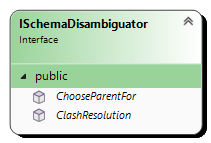 ISchemaDisambiguator
Interface
public
ChooseParentFor
ClashResolution